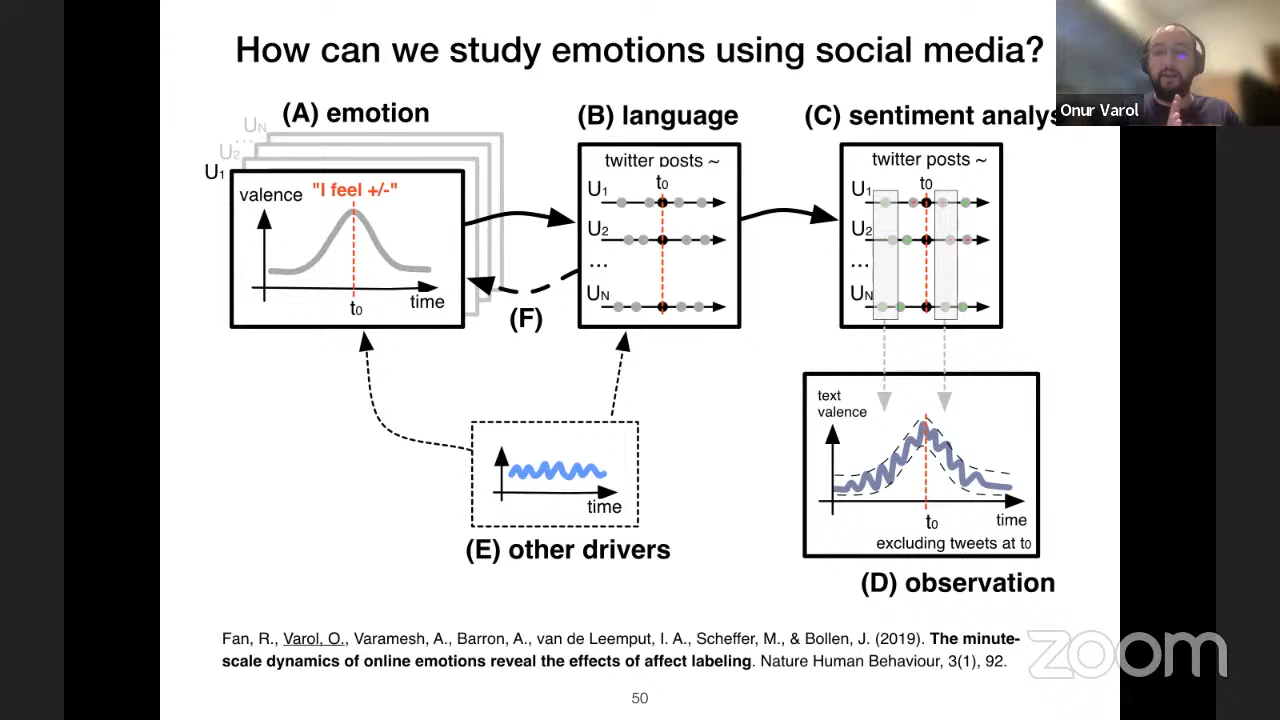 How can we study emotions using social media?
Onur Varol
(A) emotion
(B) language
(C) sentiment analys
UN
...
U2
U1
valence
"I feel +/-"
t0
time
twitter posts ~
t0
U1
U2
...
UN
twitter posts ~
t0
U1
U2
...
UN
(F)
text
valence
t0
time
excluding tweets at t0
(D) observation
time
(E) other drivers
Fan, R., Varol, O., Varamesh, A., Barron, A., van de Leemput, I. A., Scheffer, M., & Bollen, J. (2019). The minute-
scale dynamics of online emotions reveal the effects of affect labeling. Nature Human Behaviour, 3(1), 92.
zoom
50